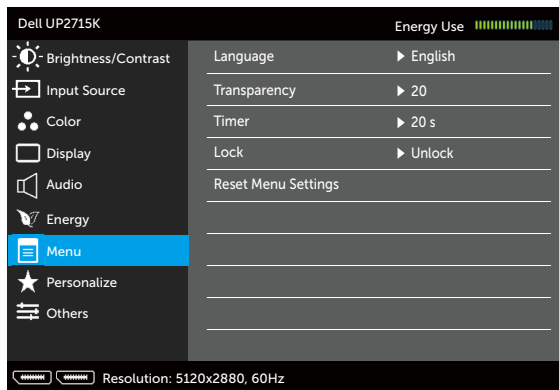 Dell UP2715K
Energy Use
Brightness/Contrast
Input Source
Color
Display
Audio
Energy
Menu
Personalize
Others
Language English
Transparency 20
Timer 20 s
Lock Unlock
Reset Menu Settings
Resolution: 5120x2880, 60Hz